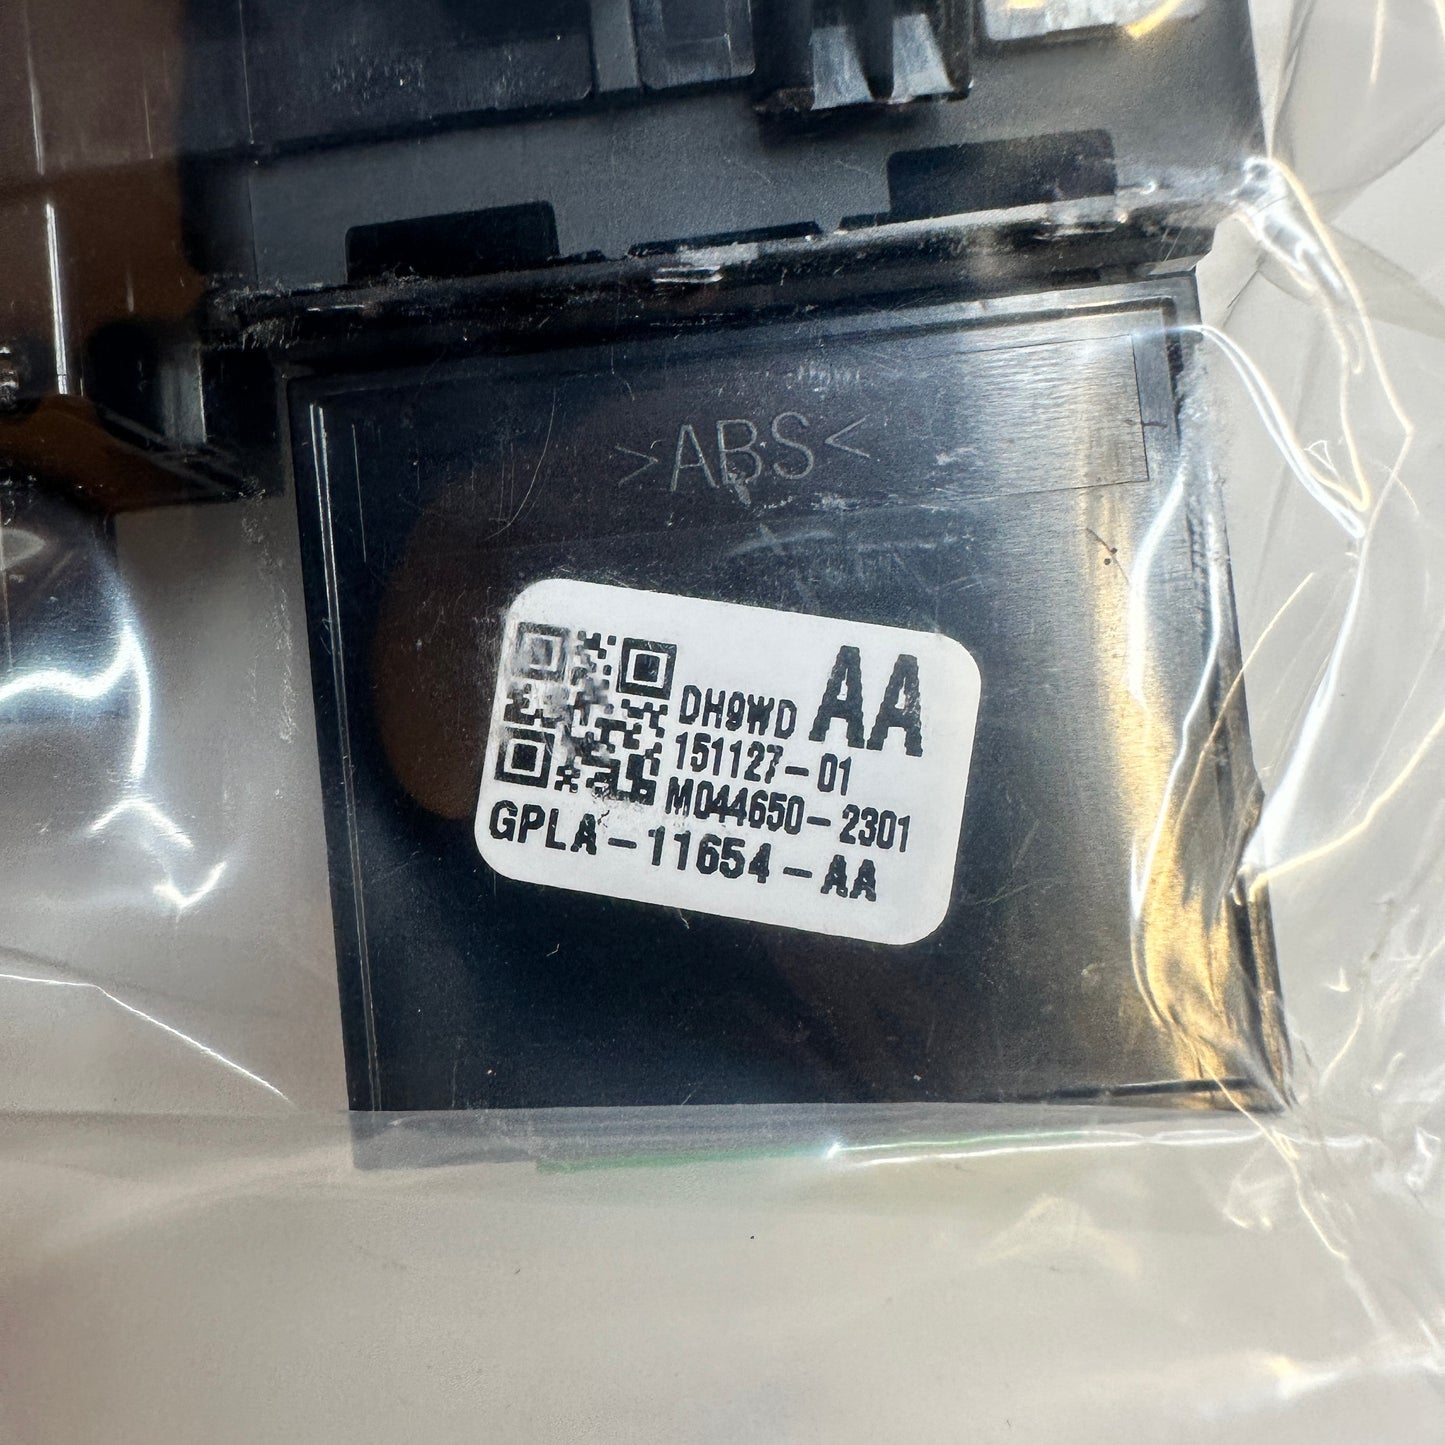 >ABS<
DH9WD AA
151127-01
M044650-2301
GPLA-11654-AA